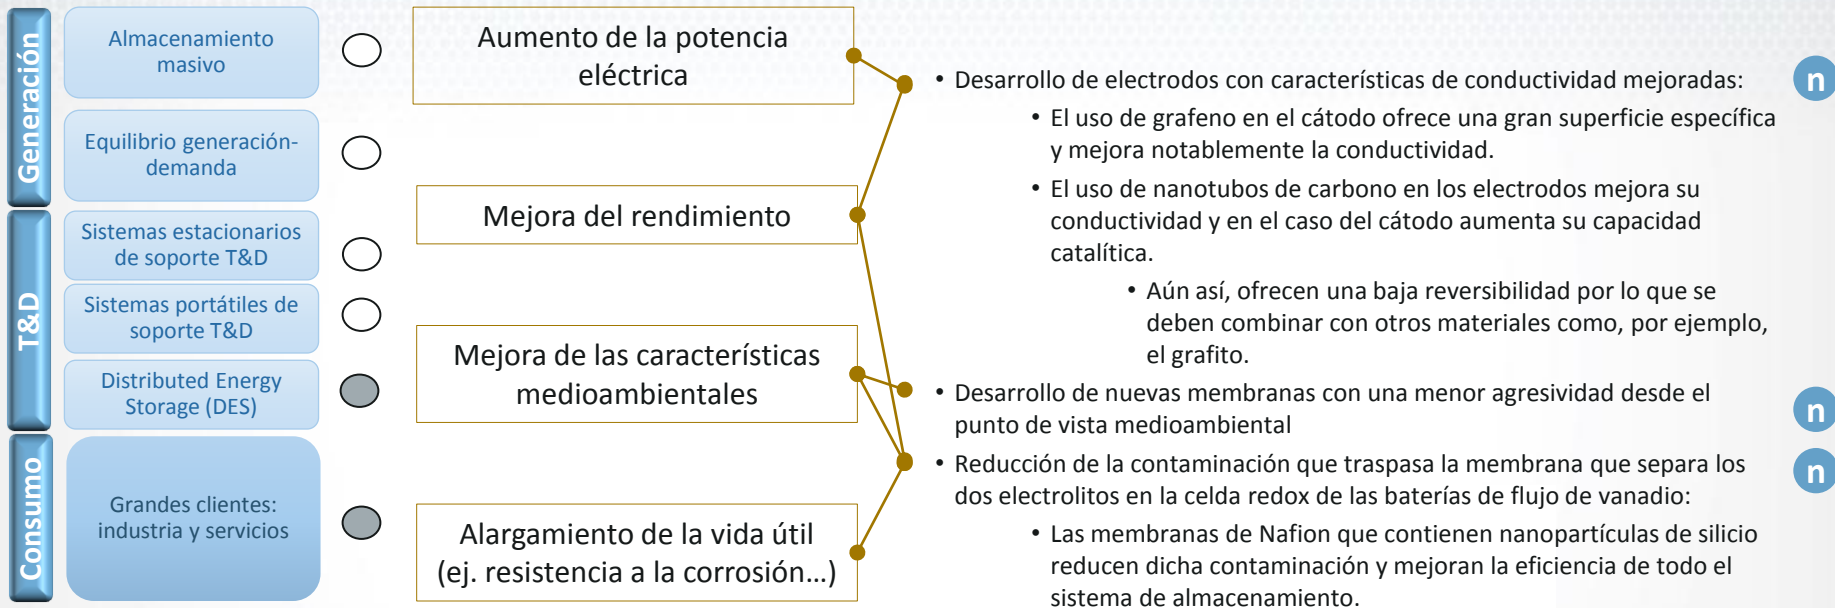 Generación
Almacenamiento
masivo
Equilibrio generación-
demanda
T&D
Sistemas estacionarios
de soporte T&D
Sistemas portátiles de
soporte T&D
Distributed Energy
Storage (DES)
Consumo
Grandes clientes:
industria y servicios
Aumento de la potencia
eléctrica
Mejora del rendimiento
Mejora de las características
medioambientales
Alargamiento de la vida útil
(ej. resistencia a la corrosión…)
• Desarrollo de electrodos con características de conductividad mejoradas:
n
• El uso de grafeno en el cátodo ofrece una gran superficie específica
y mejora notablemente la conductividad.
• El uso de nanotubos de carbono en los electrodos mejora su
conductividad y en el caso del cátodo aumenta su capacidad
catalítica.
• Aún así, ofrecen una baja reversibilidad por lo que se
deben combinar con otros materiales como, por ejemplo,
el grafito.
• Desarrollo de nuevas membranas con una menor agresividad desde el
punto de vista medioambiental
n
• Reducción de la contaminación que traspasa la membrana que separa los
dos electrolitos en la celda redox de las baterías de flujo de vanadio:
n
• Las membranas de Nafion que contienen nanopartículas de silicio
reducen dicha contaminación y mejoran la eficiencia de todo el
sistema de almacenamiento.